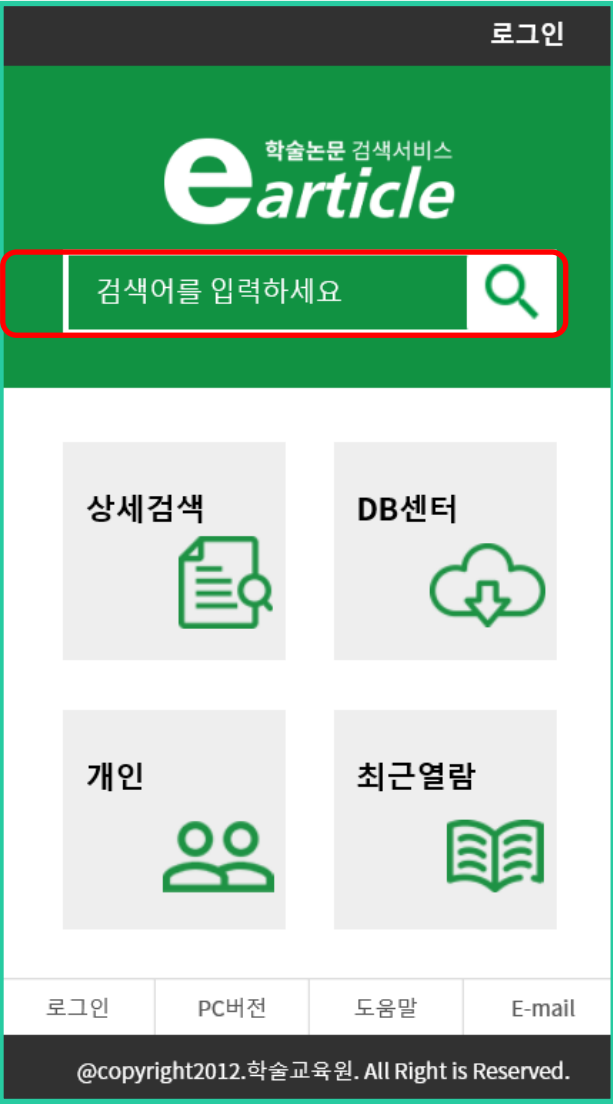 로그인
학술논문 검색서비스
earticle
검색어를 입력하세요
상세검색
DB센터
개인
최근열람
로그인
PC버전
도움말
E-mail
@copyright2012.학술교육원. All Right is Reserved.